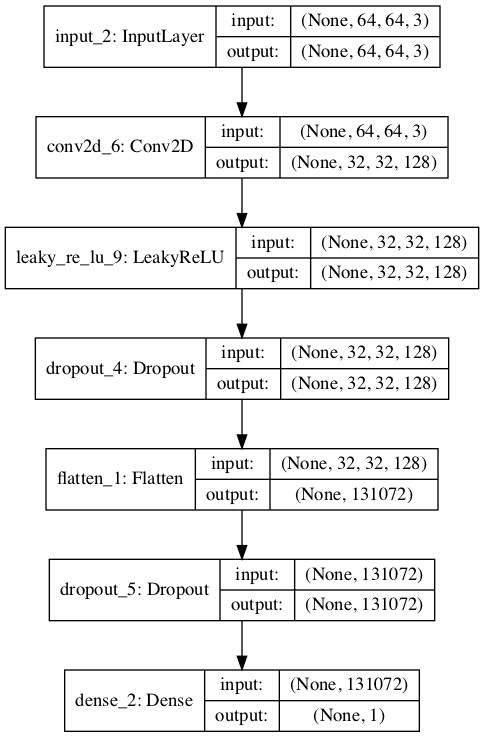 input_2: InputLayer
input: (None, 64, 64, 3)
output: (None, 64, 64, 3)
conv2d_6: Conv2D
input: (None, 64, 64, 3)
output: (None, 32, 32, 128)
leaky_re_lu_9: LeakyReLU
input: (None, 32, 32, 128)
output: (None, 32, 32, 128)
dropout_4: Dropout
input: (None, 32, 32, 128)
output: (None, 32, 32, 128)
flatten_1: Flatten
input: (None, 32, 32, 128)
output: (None, 131072)
dropout_5: Dropout
input: (None, 131072)
output: (None, 131072)
dense_2: Dense
input: (None, 131072)
output: (None, 1)